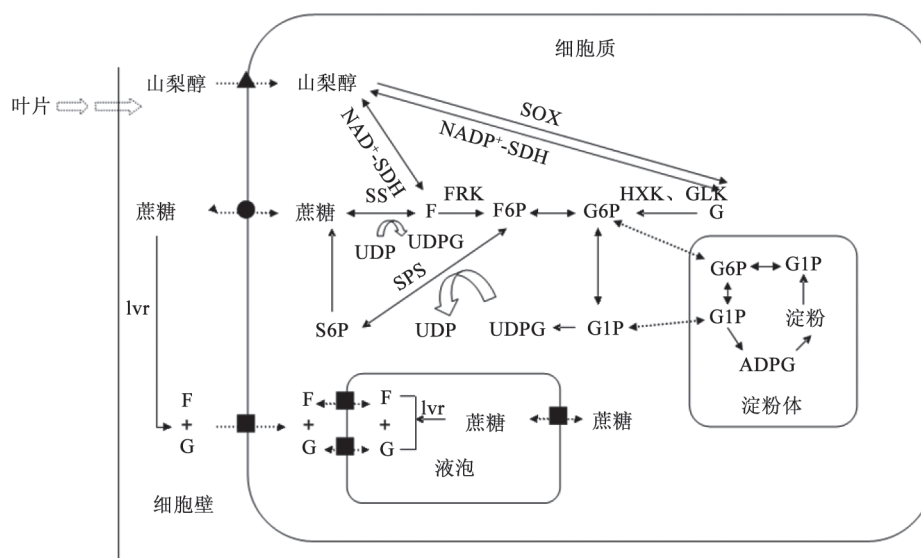 细胞质
山梨醇
山梨醇
叶片
SOX
NADP⁺-SDH
NAD⁺-SDH
蔗糖
蔗糖
SS
F
FRK
F6P
G6P
HXK、GLK
G
UDP
UDPG
SPS
G6P
G1P
lvr
S6P
UDP
UDPG
G1P
G1P
淀粉
ADPG
淀粉体
F
+
G
F
+
G
F
+
G
lvr
蔗糖
蔗糖
液泡
细胞壁